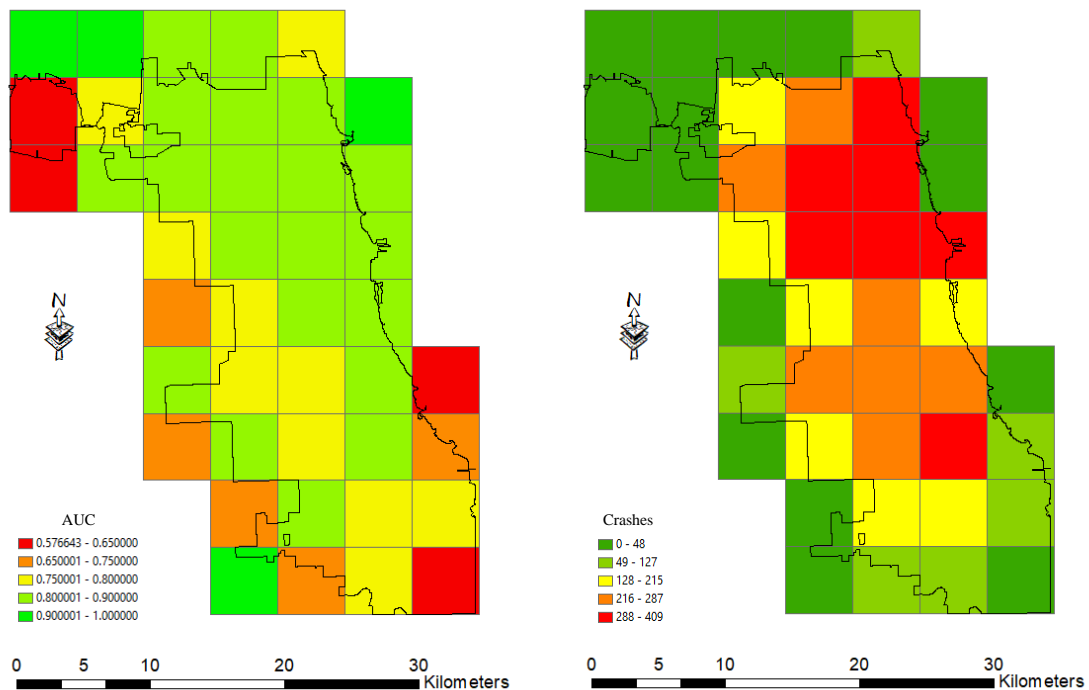 N
N
AUC
0.576643 - 0.650000
0.650001 - 0.750000
0.750001 - 0.800000
0.800001 - 0.900000
0.900001 - 1.000000
Crashes
0 - 48
49 - 127
128 - 215
216 - 287
288 - 409
0 5 10 20 30
Kilometers
0 5 10 20 30
Kilometers